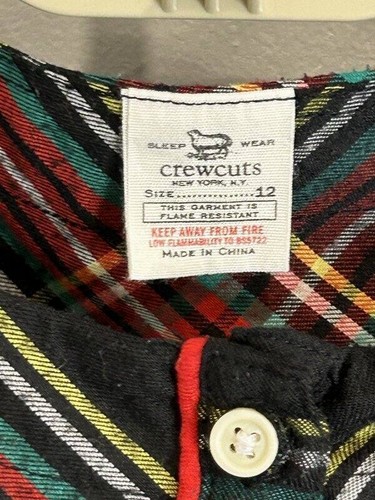 SLEEP WEAR
crewcuts
NEW YORK, N.Y.
SIZE 12
THIS GARMENT IS
FLAME RESISTANT
KEEP AWAY FROM FIRE
LOW FLAMMABILITY TO BS5722
MADE IN CHINA